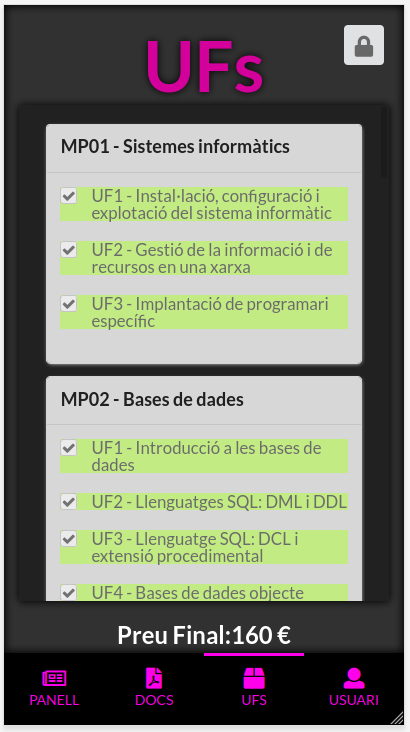 UFs
MP01 - Sistemes informàtics
UF1 - Instal·lació, configuració i
explotació del sistema informàtic
UF2 - Gestió de la informació i de
recursos en una xarxa
UF3 - Implantació de programari
específic
MP02 - Bases de dades
UF1 - Introducció a les bases de
dades
UF2 - Llenguatges SQL: DML i DDL
UF3 - Llenguatge SQL: DCL i
extensió procedimental
UF4 - Bases de dades objecte
Preu Final:160 €
PANELL
DOCS
UFS
USUARI